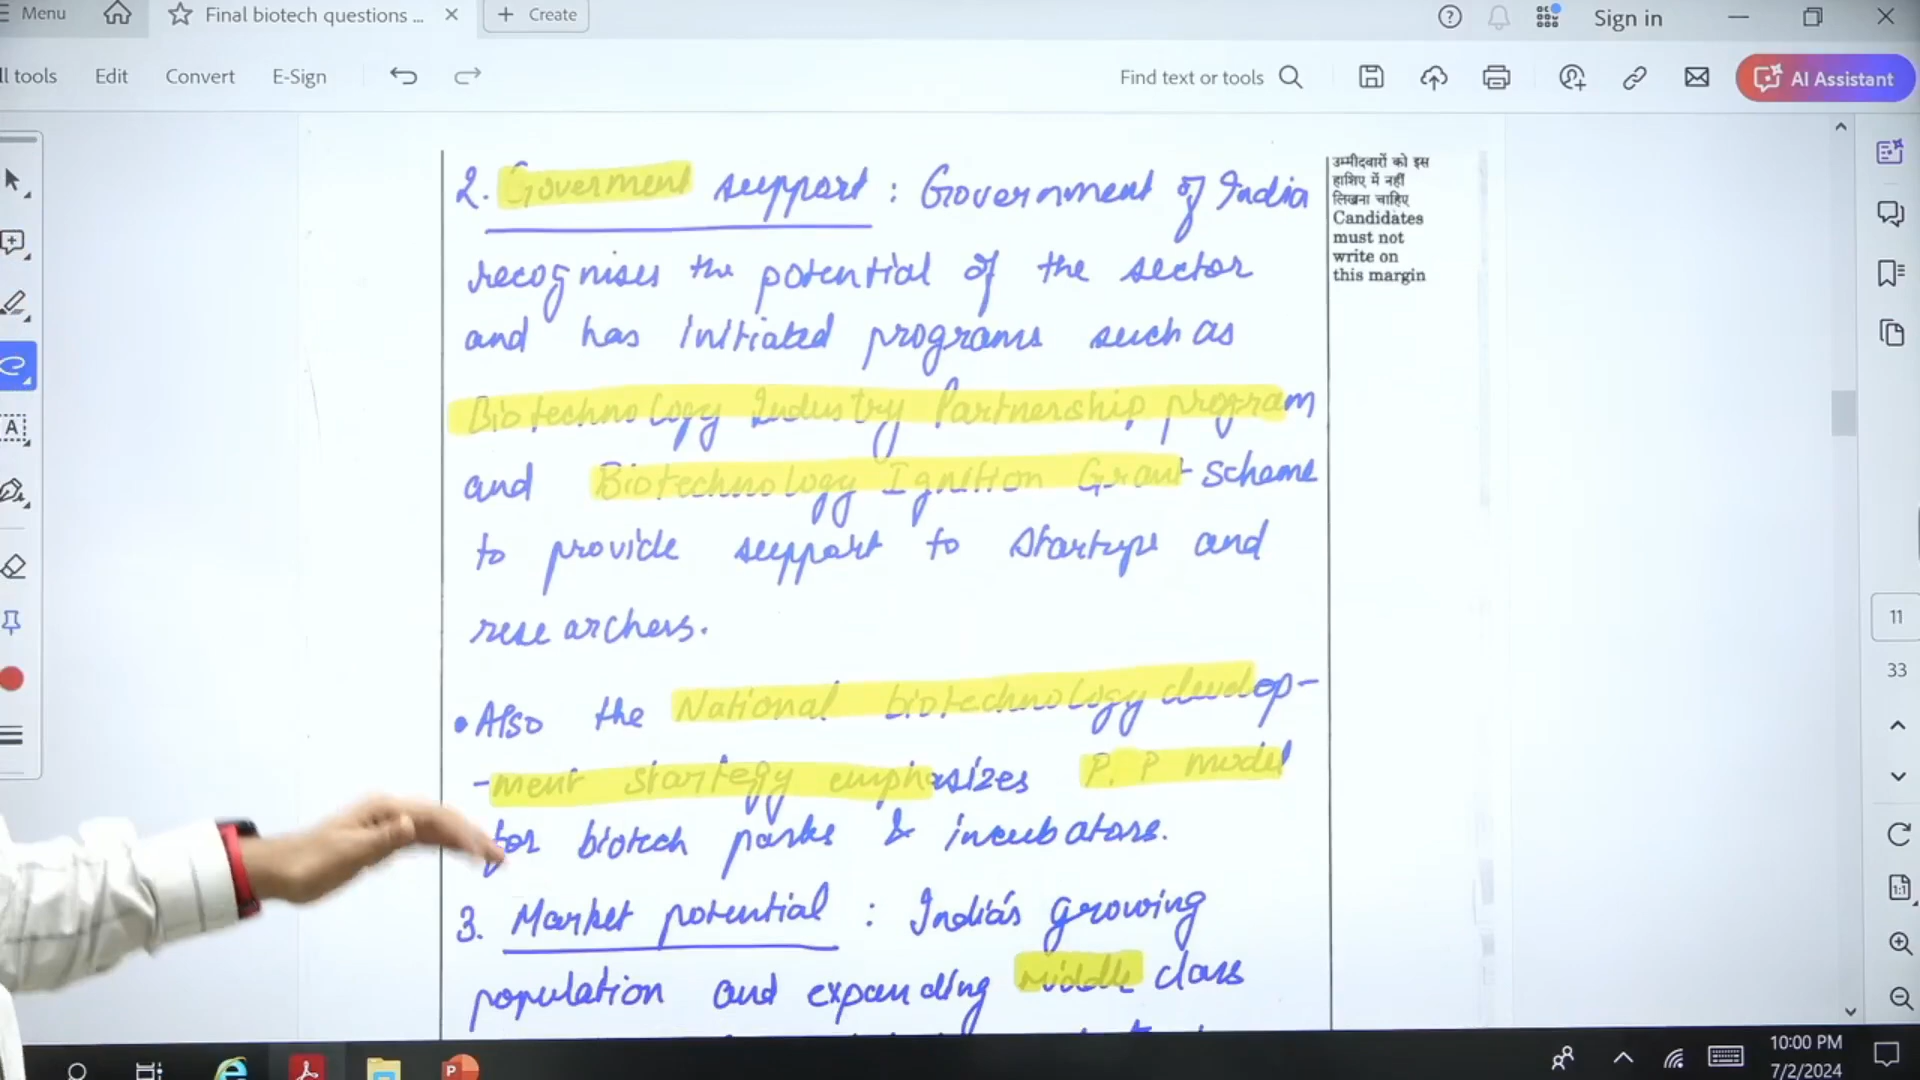 Menu
Final biotech questions ...
Create
Sign in
ll tools
Edit
Convert
E-Sign
Find text or tools
AI Assistant
2. Goverment support : Government of India
recognises the potential of the sector
and has initiated programs such as
Biotechnology Industry Partnership program
and Biotechnology Ignition Grant scheme
to provide support to startups and
researchers.
• Also the National biotechnology develop-
-ment startegy emphasizes P. P model
for biotech parks & incubators.
3. Market potential : India's growing
population and expanding middle class
उम्मीदवारों को इस
हाशिए में नहीं
लिखना चाहिए
Candidates
must not
write on
this margin
11
33
10:00 PM
7/2/2024